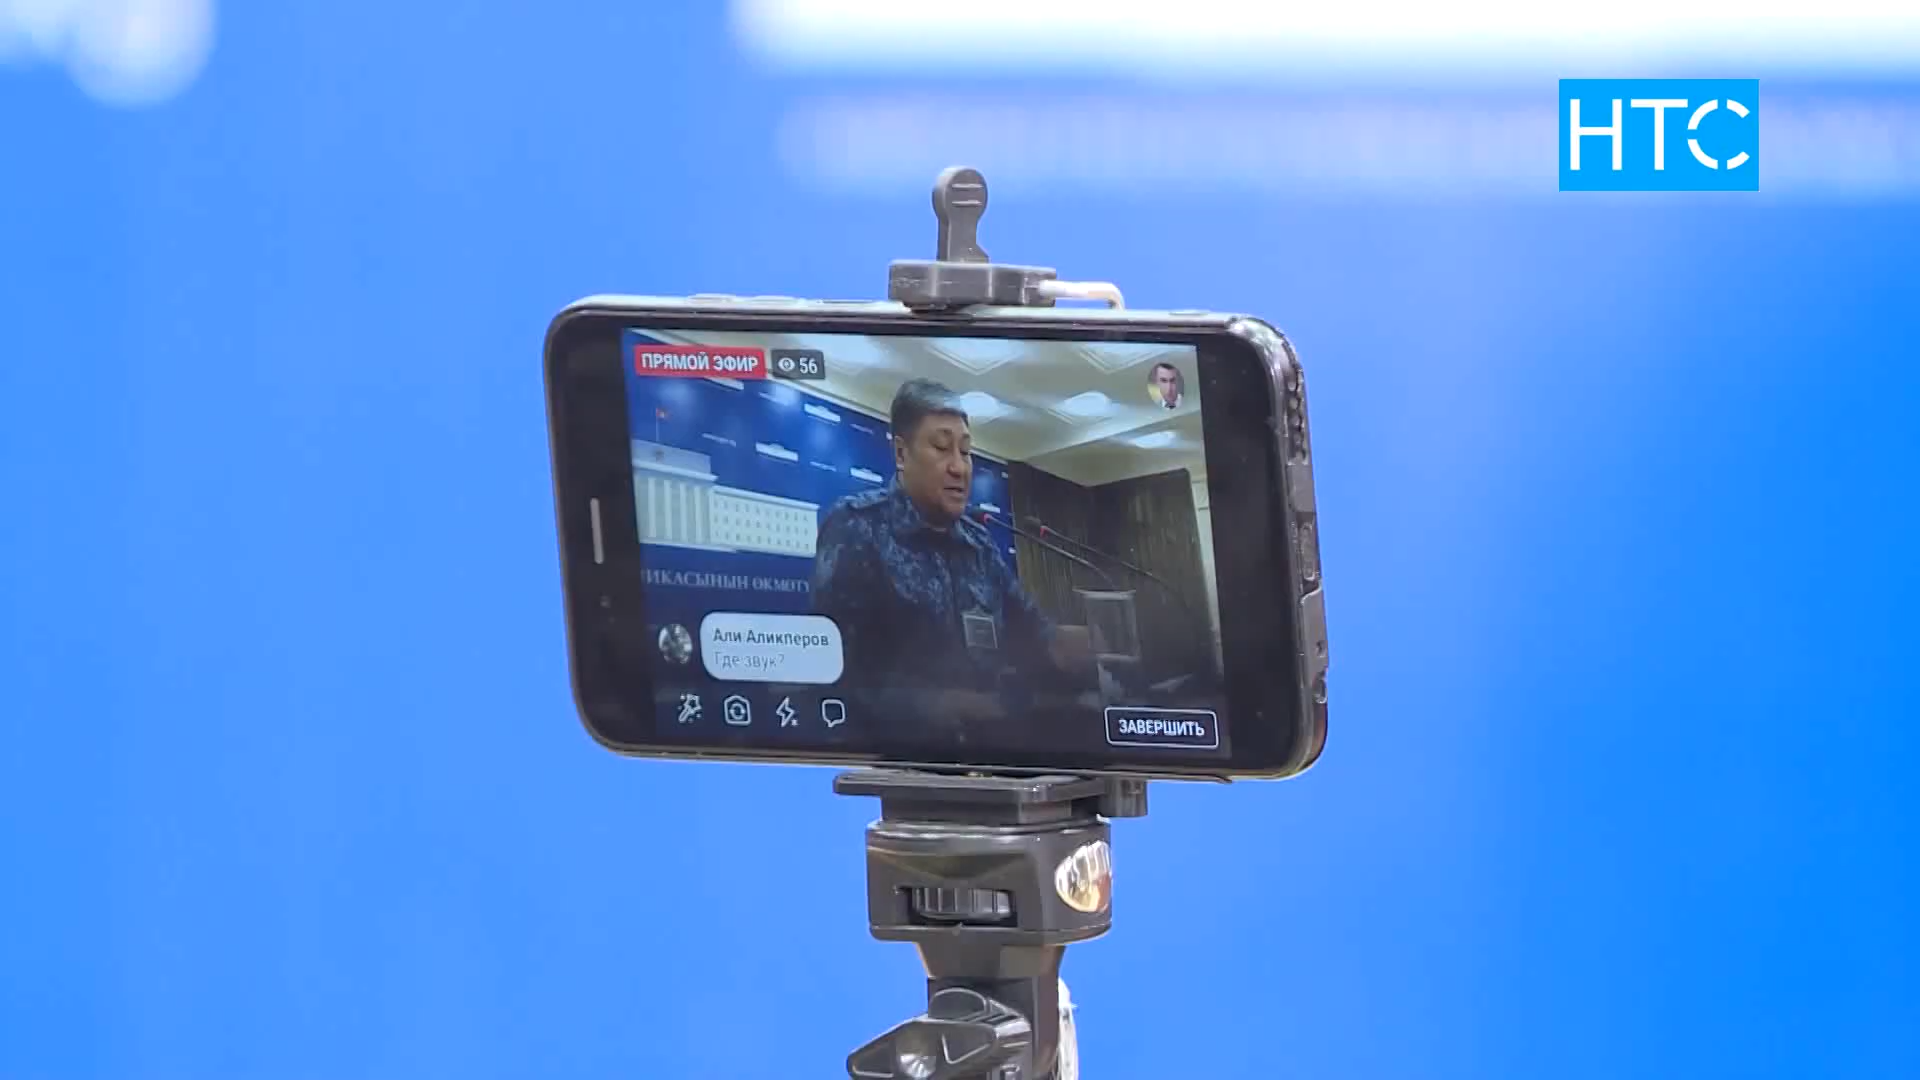 НТС
ПРЯМОЙ ЭФИР 56
ИКАСЫНЫН ӨКМӨТҮ
Али Аликперов
Где звук?
ЗАВЕРШИТЬ